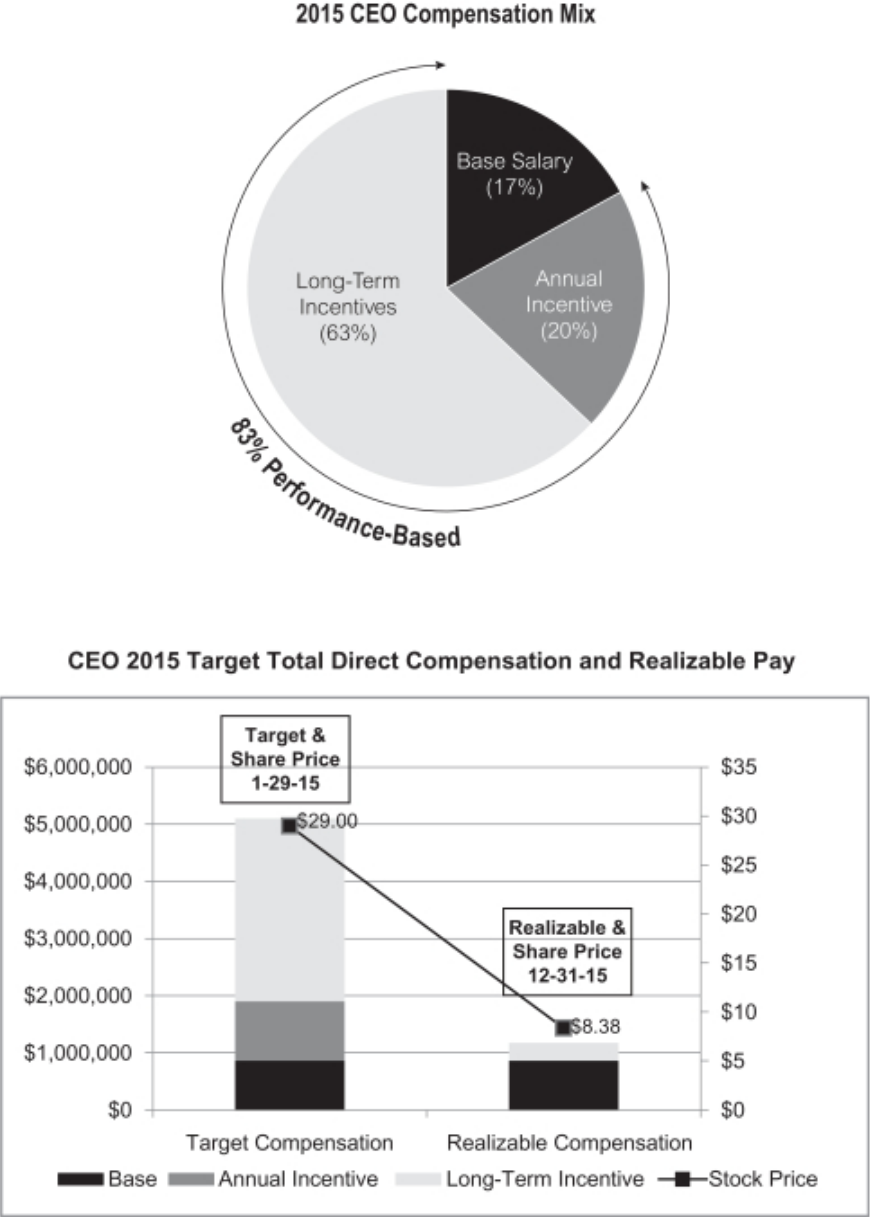 2015 CEO Compensation Mix
Base Salary
(17%)
Annual
Incentive
(20%)
Long-Term
Incentives
(63%)
83% Performance-Based
CEO 2015 Target Total Direct Compensation and Realizable Pay
Target &
Share Price
1-29-15
$6,000,000
$5,000,000
$4,000,000
$3,000,000
$2,000,000
$1,000,000
$0
$29.00
Realizable &
Share Price
12-31-15
$8.38
$35
$30
$25
$20
$15
$10
$5
$0
Target Compensation
Realizable Compensation
Base
Annual Incentive
Long-Term Incentive
Stock Price